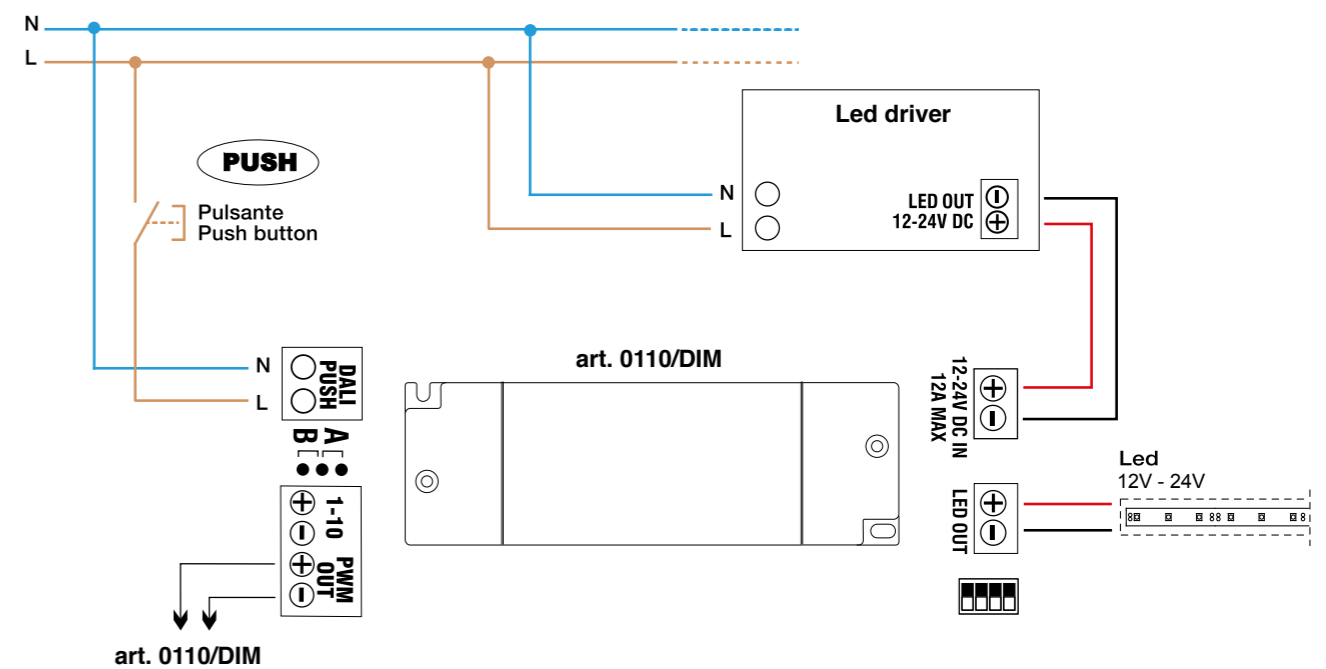 N
L
Led driver
PUSH
N
LED OUT
Pulsante
12-24V DC
Push button
L
art. 0110/DIM
N
DALI
PUSH
L
12-24V DC IN
12A MAX
B A
Led
12V - 24V
1-10
LED OUT
PWM
OUT
art. 0110/DIM